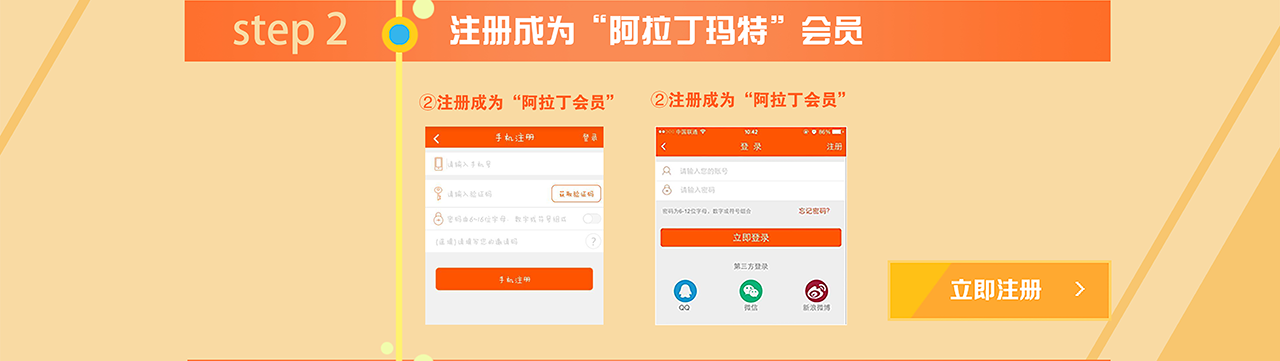 step 2
注册成为“阿拉丁玛特”会员
②注册成为“阿拉丁会员”
手机注册
登录
请输入手机号
请输入验证码
获取验证码
密码由6-16位字母、数字或符号组成
[选填]请填写您的邀请码
?
手机注册
②注册成为“阿拉丁会员”
中国联通
10:42
86%
登 录
注册
请输入您的账号
请输入密码
密码为6-12位字母，数字或符号组合
忘记密码?
立即登录
第三方登录
QQ
微信
新浪微博
立即注册